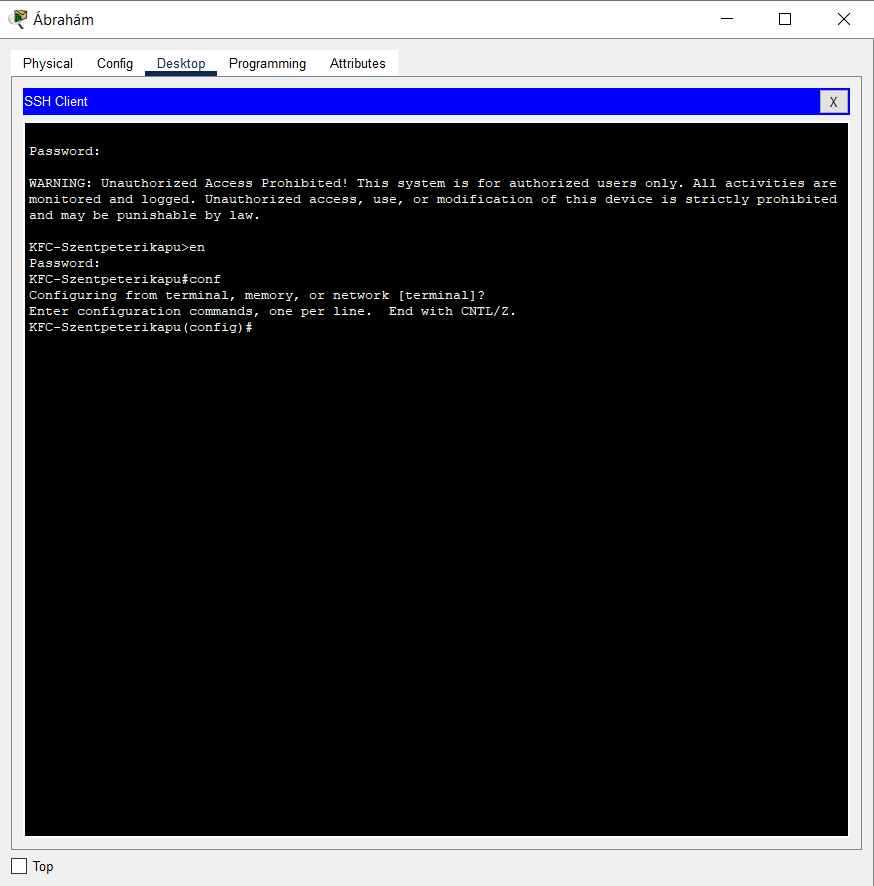 Ábrahám
Physical Config Desktop Programming Attributes
SSH Client X
Password:
WARNING: Unauthorized Access Prohibited! This system is for authorized users only. All activities are
monitored and logged. Unauthorized access, use, or modification of this device is strictly prohibited
and may be punishable by law.
KFC-Szentpeterikapu>en
Password:
KFC-Szentpeterikapu#conf
Configuring from terminal, memory, or network [terminal]?
Enter configuration commands, one per line.  End with CNTL/Z.
KFC-Szentpeterikapu(config)#
Top